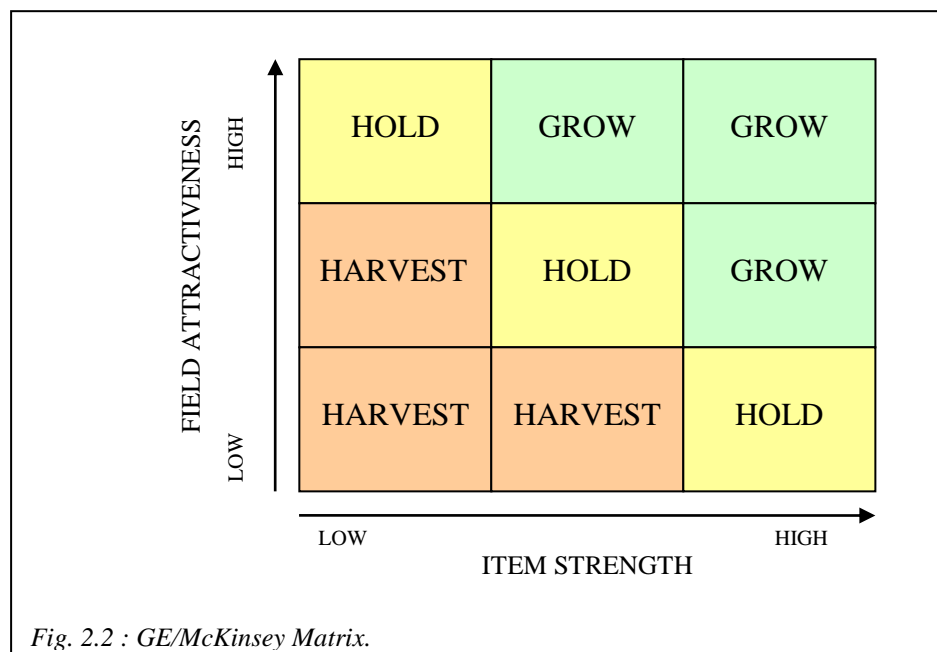 HIGH
FIELD ATTRACTIVENESS
LOW
HOLD GROW GROW
HARVEST HOLD GROW
HARVEST HARVEST HOLD
LOW HIGH
ITEM STRENGTH
Fig. 2.2 : GE/McKinsey Matrix.